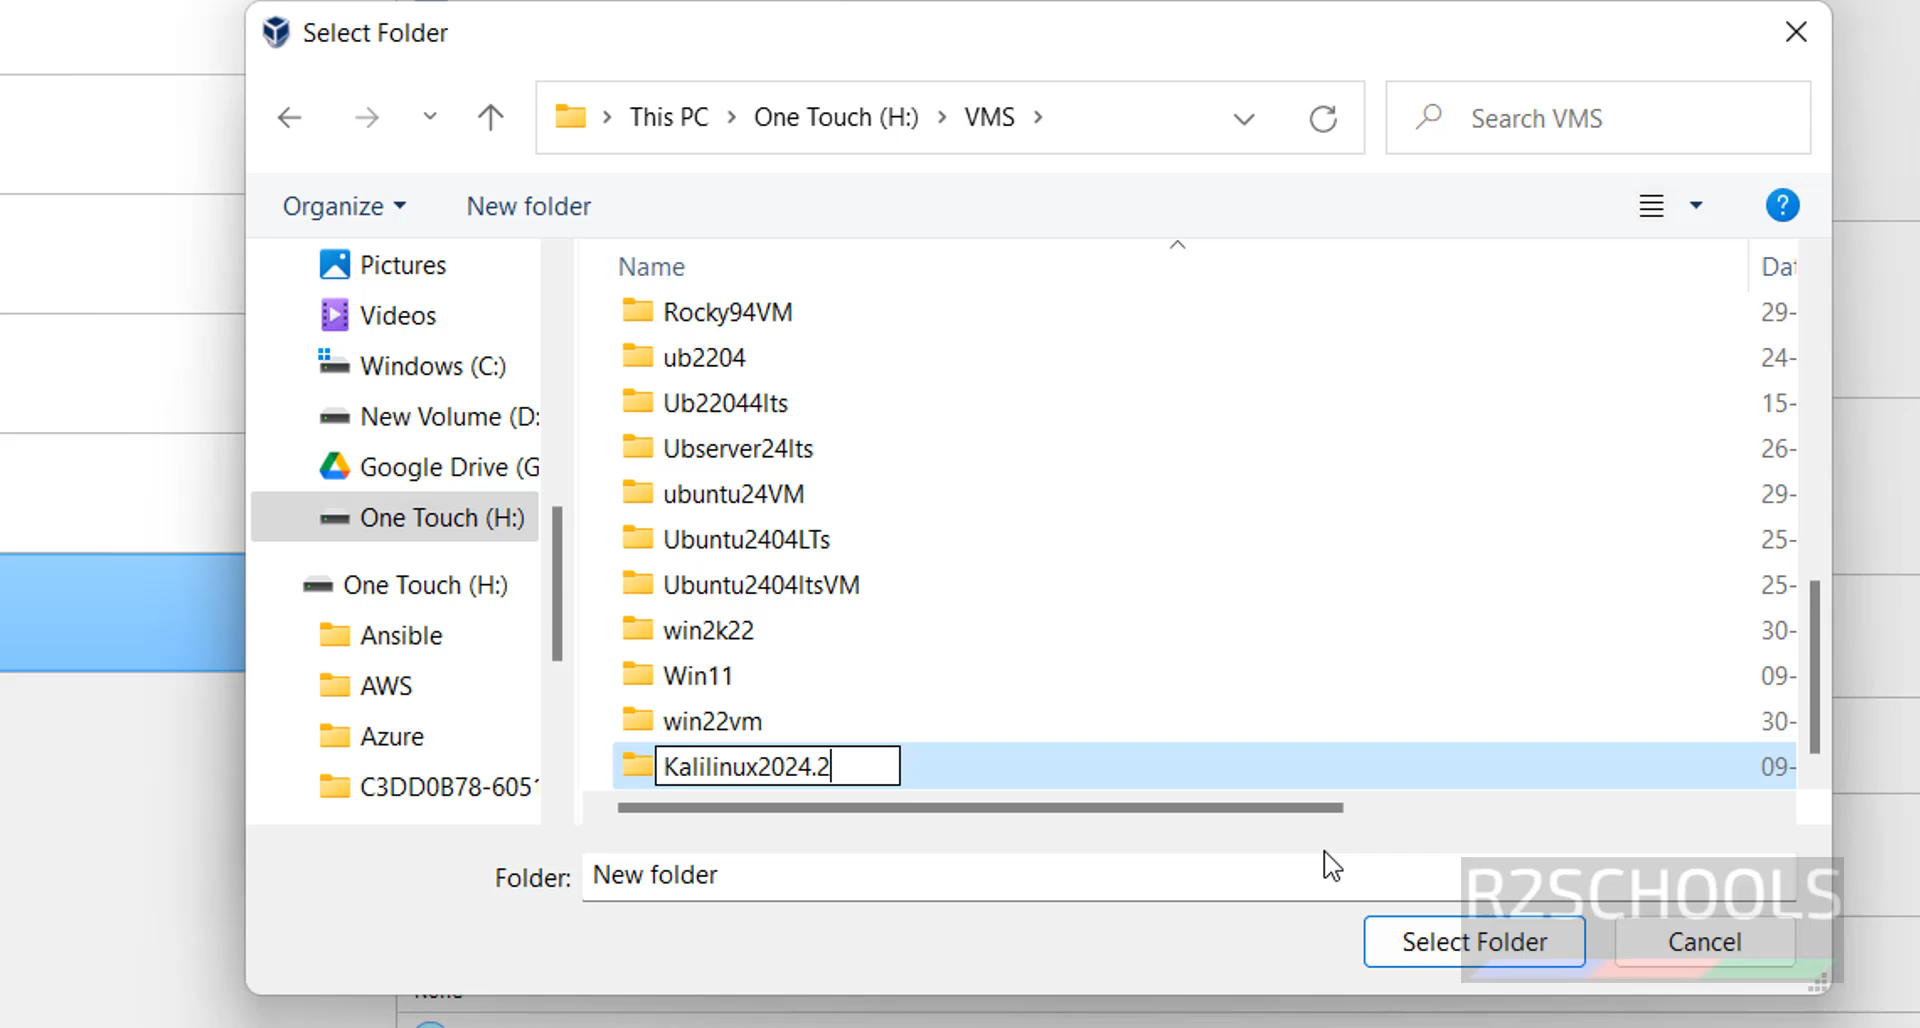 Select Folder
This PC > One Touch (H:) > VMS >
Search VMS
Organize
New folder
?
Pictures
Videos
Windows (C:)
New Volume (D:
Google Drive (G
One Touch (H:)
One Touch (H:)
Ansible
AWS
Azure
C3DD0B78-6051
Name
Dat
Rocky94VM
29-
ub2204
24-
Ub22044lts
15-
Ubserver24lts
26-
ubuntu24VM
29-
Ubuntu2404LTs
25-
Ubuntu2404ltsVM
25-
win2k22
30-
Win11
09-
win22vm
30-
Kalilinux2024.2
09-
Folder:
New folder
R2SCHOOLS
Select Folder
Cancel